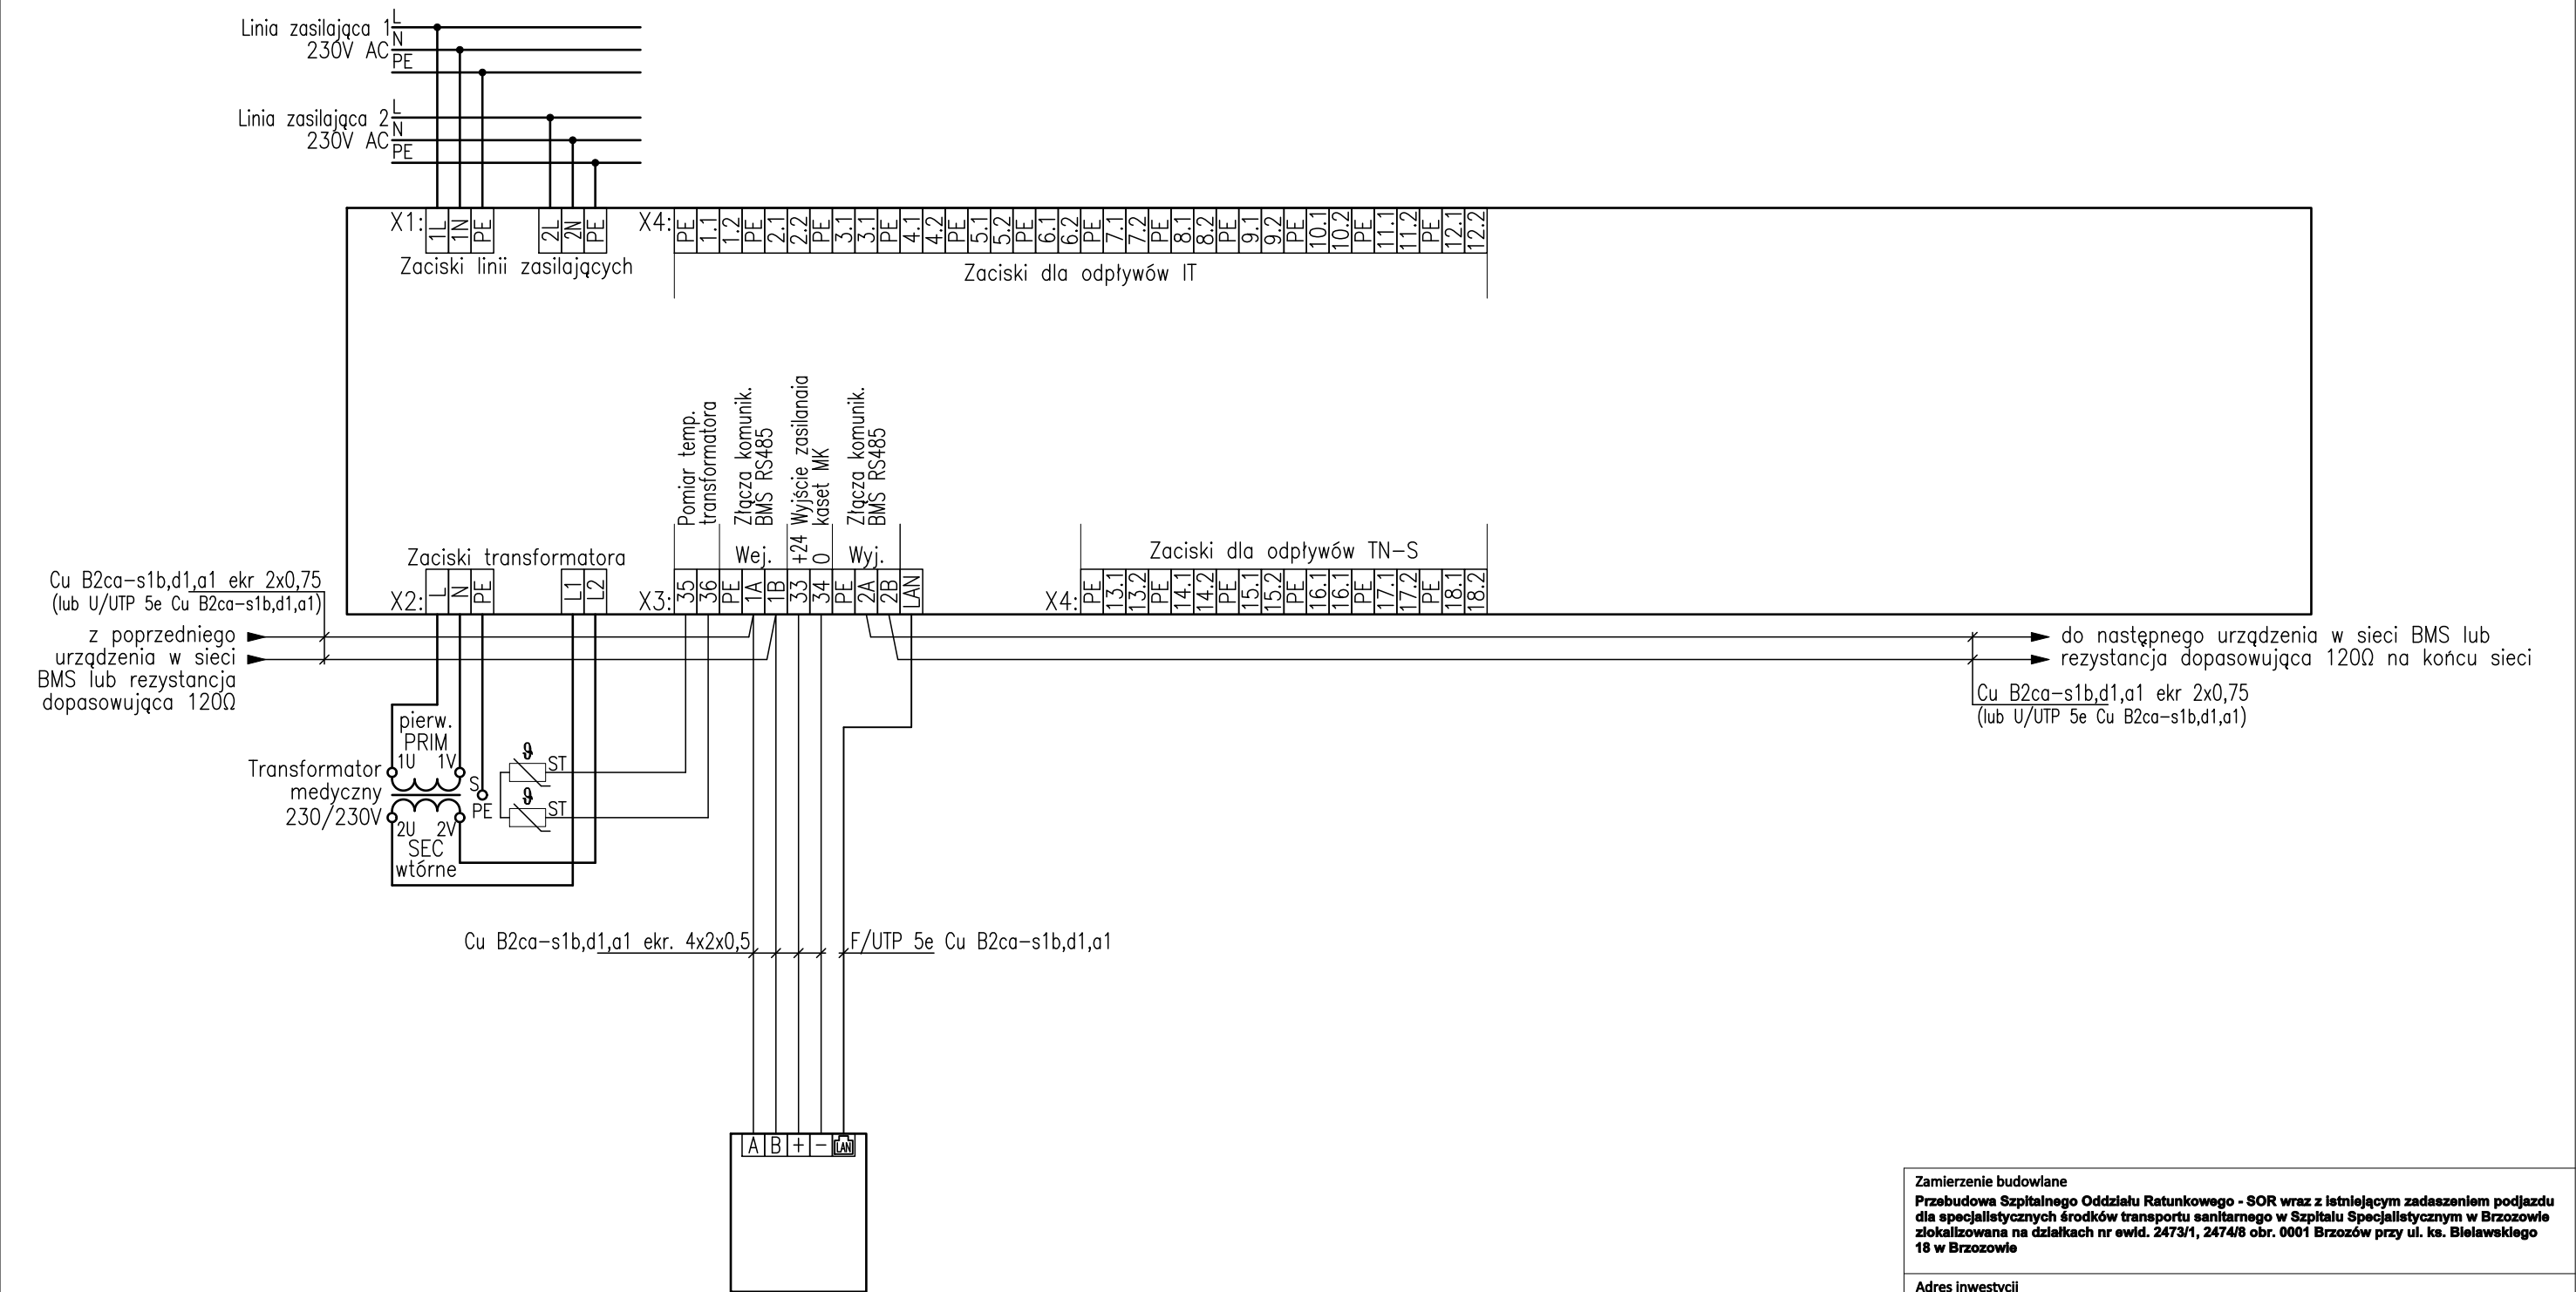 Linia zasilająca 1
230V AC
L
N
PE
Linia zasilająca 2
230V AC
L
N
PE
X1: 1L 1N PE 2L 2N PE
Zaciski linii zasilających
X4: PE 1.1 1.2 PE 2.1 2.2 PE 3.1 3.1 PE 4.1 4.2 PE 5.1 5.2 PE 6.1 6.2 PE 7.1 7.2 PE 8.1 8.2 PE 9.1 9.2 PE 10.1 10.2 PE 11.1 11.2 PE 12.1 12.2
Zaciski dla odpływów IT
Pomiar temp.
transformatora
Złącza komunik.
BMS RS485
Wej.
Wyjście zasilanaia
kaset MK
+24
0
Złącza komunik.
BMS RS485
Wyj.
Zaciski transformatora
X2: L N PE L1 L2
X3: 35 36 PE 1A 1B 33 34 PE 2A 2B LAN
Zaciski dla odpływów TN-S
X4: PE 13.1 13.2 PE 14.1 14.2 PE 15.1 15.2 PE 16.1 16.1 PE 17.1 17.2 PE 18.1 18.2
Cu B2ca-s1b,d1,a1 ekr 2x0,75
(lub U/UTP 5e Cu B2ca-s1b,d1,a1)
z poprzedniego
urządzenia w sieci
BMS lub rezystancja
dopasowująca 120Ω
do następnego urządzenia w sieci BMS lub
rezystancja dopasowująca 120Ω na końcu sieci
Cu B2ca-s1b,d1,a1 ekr 2x0,75
(lub U/UTP 5e Cu B2ca-s1b,d1,a1)
pierw.
PRIM
1U 1V
Transformator
medyczny
230/230V
S
PE
2U 2V
SEC
wtórne
ϑ
ST
ϑ
ST
Cu B2ca-s1b,d1,a1 ekr. 4x2x0,5
F/UTP 5e Cu B2ca-s1b,d1,a1
A B + - LAN
Zamierzenie budowlane
Przebudowa Szpitalnego Oddziału Ratunkowego - SOR wraz z istniejącym zadaszeniem podjazdu
dla specjalistycznych środków transportu sanitarnego w Szpitalu Specjalistycznym w Brzozowie
zlokalizowana na działkach nr ewid. 2473/1, 2474/8 obr. 0001 Brzozów przy ul. ks. Bielawskiego
18 w Brzozowie
Adres inwestycji